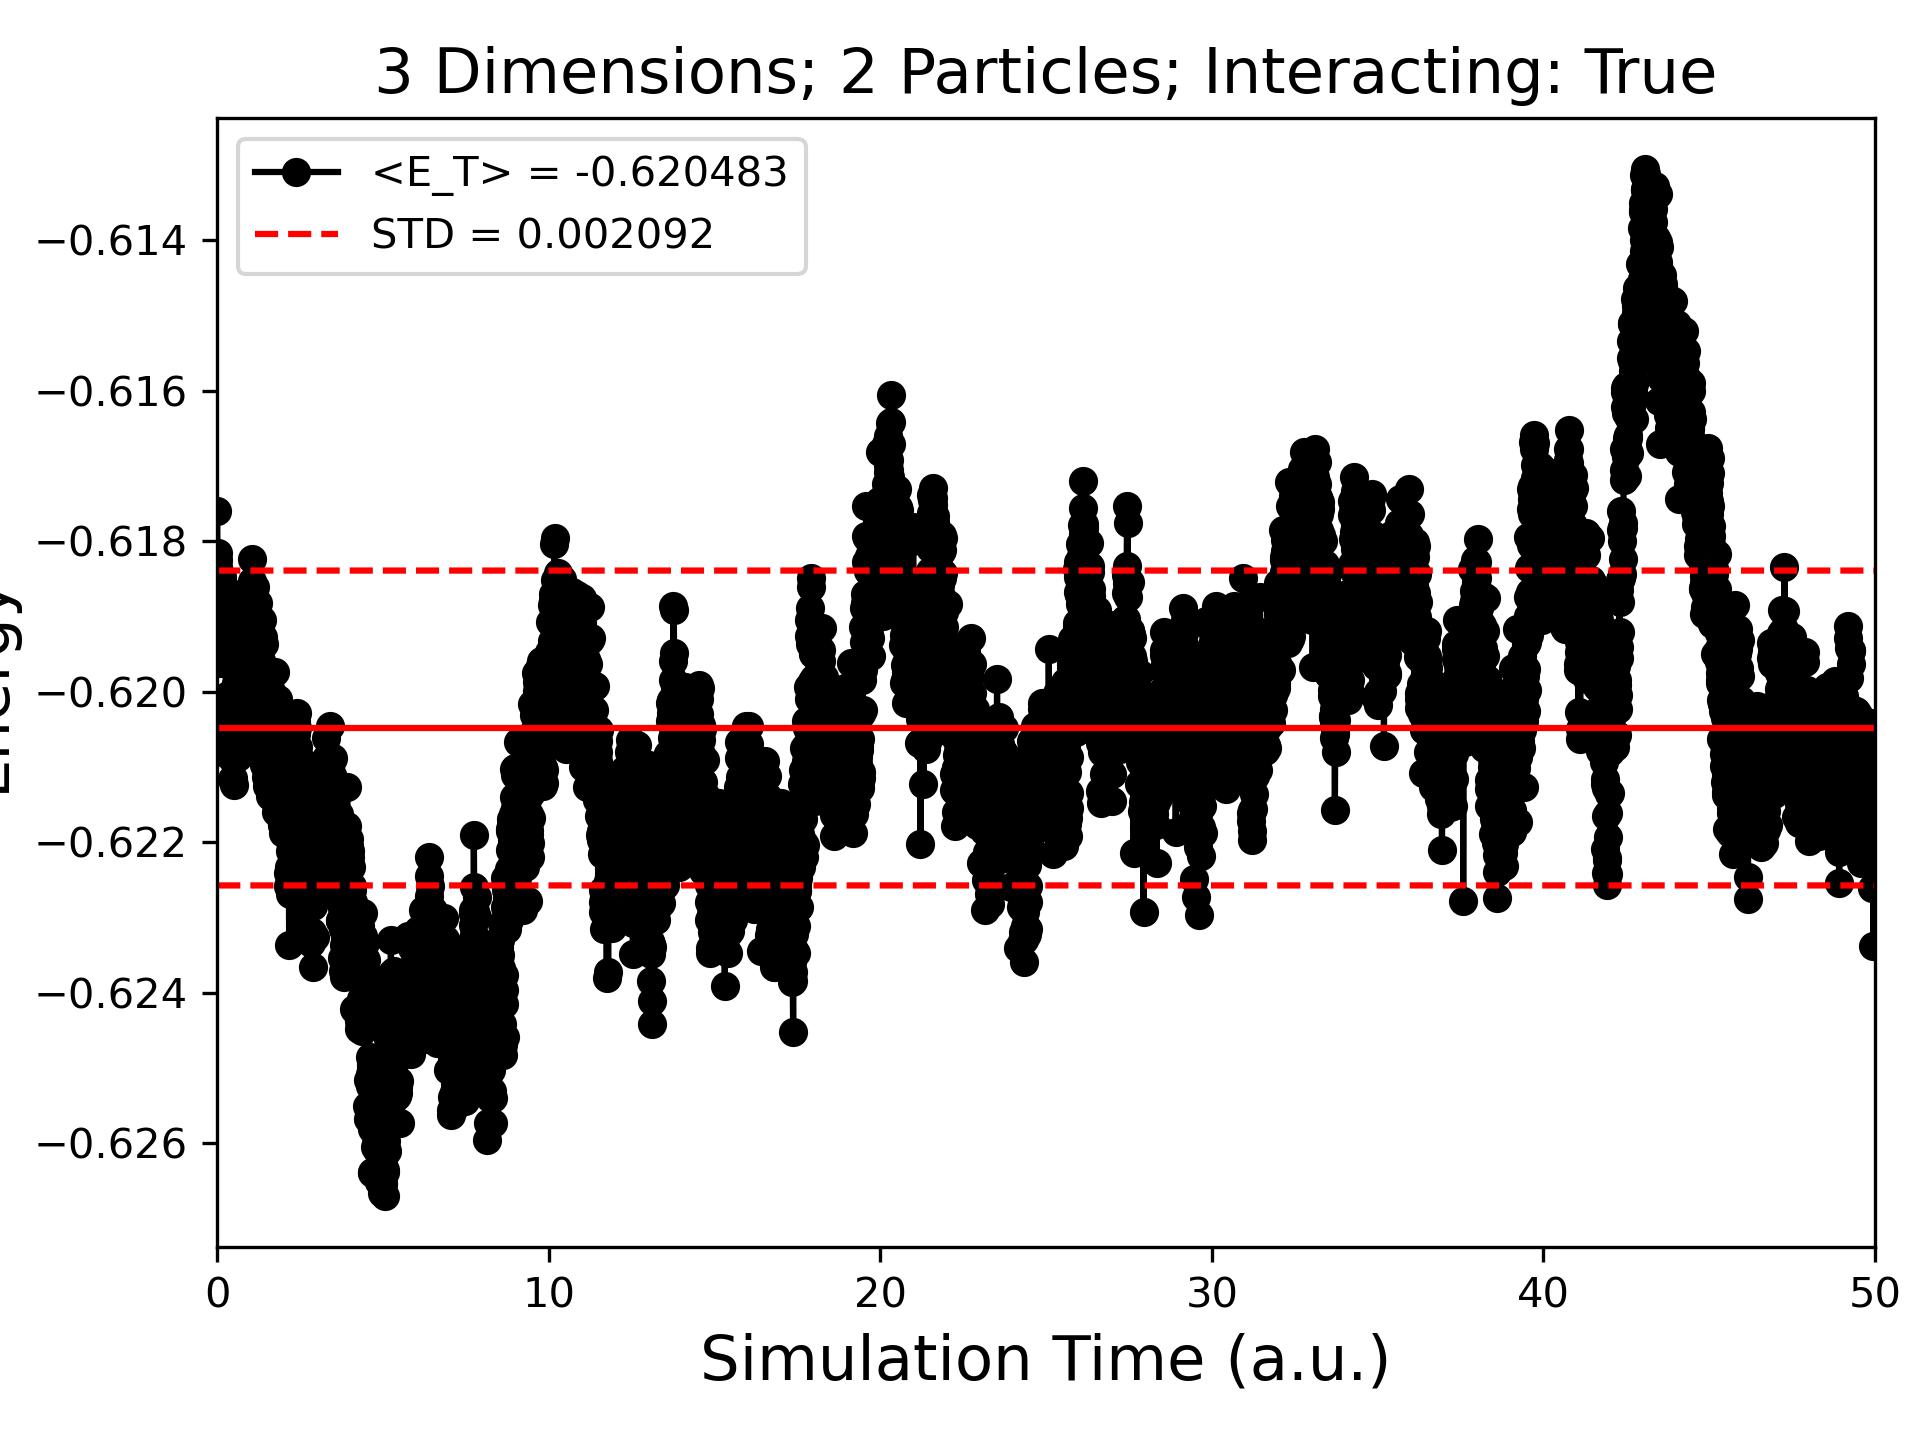 3 Dimensions; 2 Particles; Interacting: True
<E_T> = -0.620483
STD = 0.002092
−0.614
−0.616
−0.618
−0.620
−0.622
−0.624
−0.626
Energy
0 10 20 30 40 50
Simulation Time (a.u.)